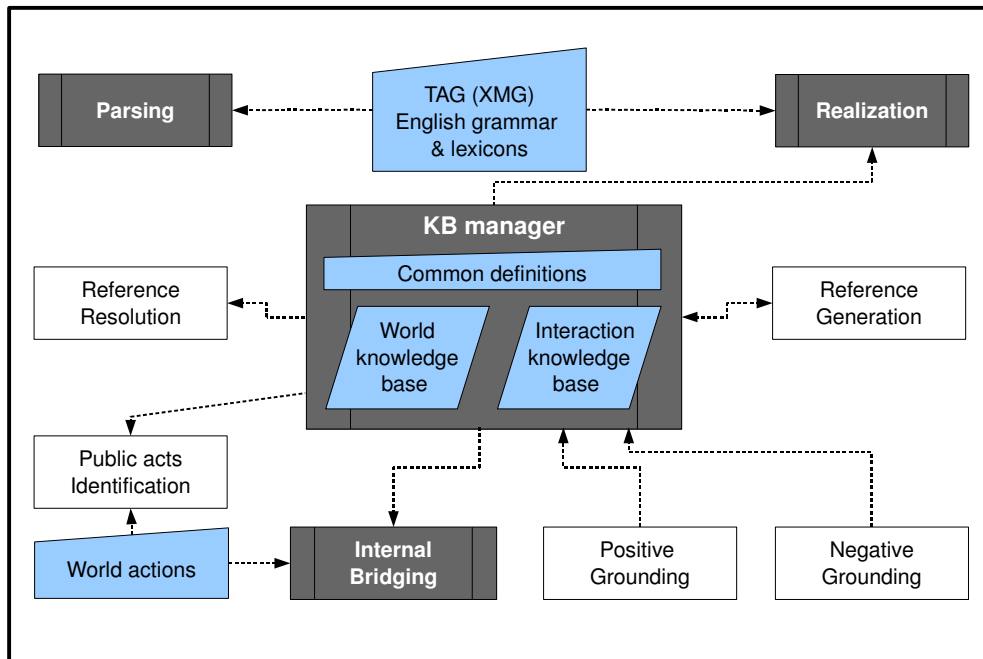 Parsing
TAG (XMG)
English grammar
& lexicons
Realization
KB manager
Common definitions
Reference
Resolution
World
knowledge
base
Interaction
knowledge
base
Reference
Generation
Public acts
Identification
World actions
Internal
Bridging
Positive
Grounding
Negative
Grounding